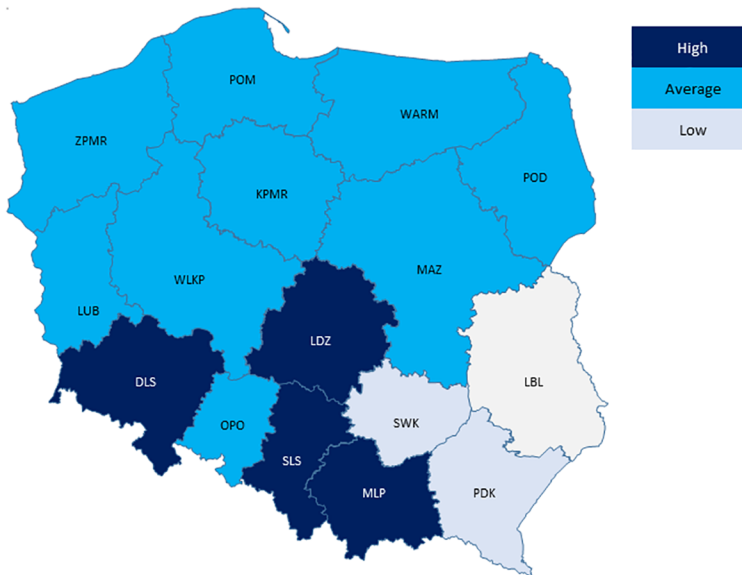 High
Average
Low
POM
WARM
ZPMR
POD
KPMR
MAZ
WLKP
LUB
LDZ
DLS
LBL
OPO
SWK
SLS
MLP
PDK